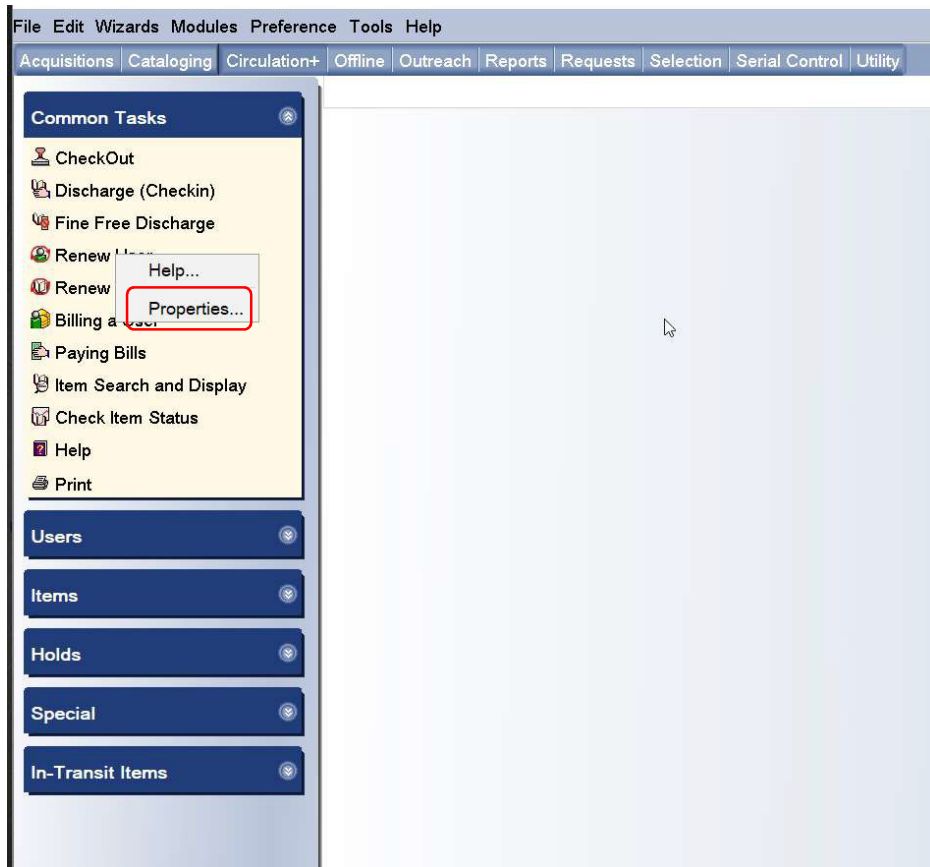 File Edit Wizards Modules Preference Tools Help
Acquisitions Cataloging Circulation+ Offline Outreach Reports Requests Selection Serial Control Utility
Common Tasks
CheckOut
Discharge (Checkin)
Fine Free Discharge
Renew
Help...
Renew
Properties...
Billing a
Paying Bills
Item Search and Display
Check Item Status
Help
Print
Users
Items
Holds
Special
In-Transit Items